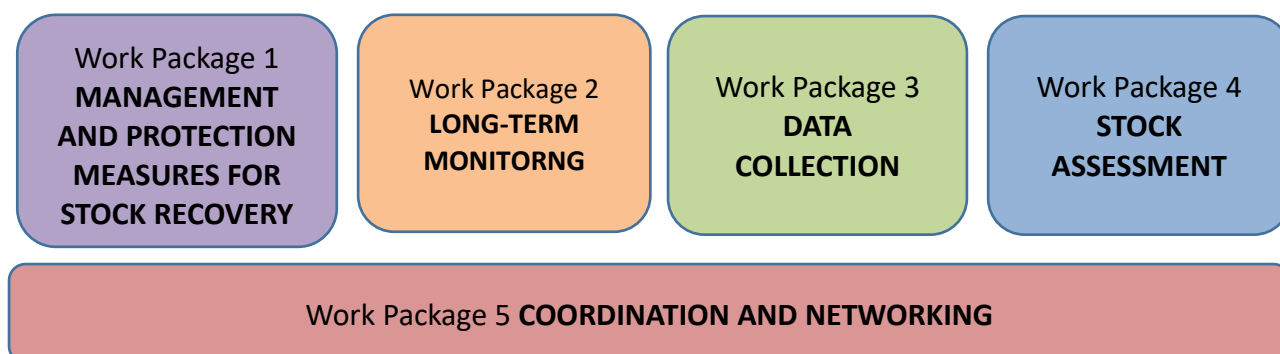 Work Package 1
MANAGEMENT
AND PROTECTION
MEASURES FOR
STOCK RECOVERY
Work Package 2
LONG-TERM
MONITORNG
Work Package 3
DATA
COLLECTION
Work Package 4
STOCK
ASSESSMENT
Work Package 5 COORDINATION AND NETWORKING